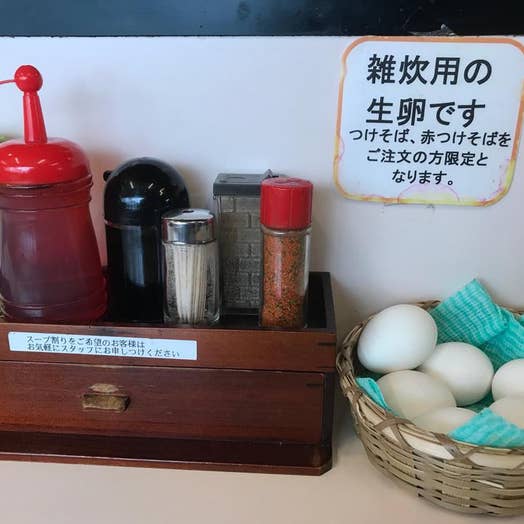 雑炊用の
生卵です
つけそば、赤つけそばを
ご注文の方限定と
なります。
スープ割りをご希望のお客様は
お気軽にスタッフにお申しつけください